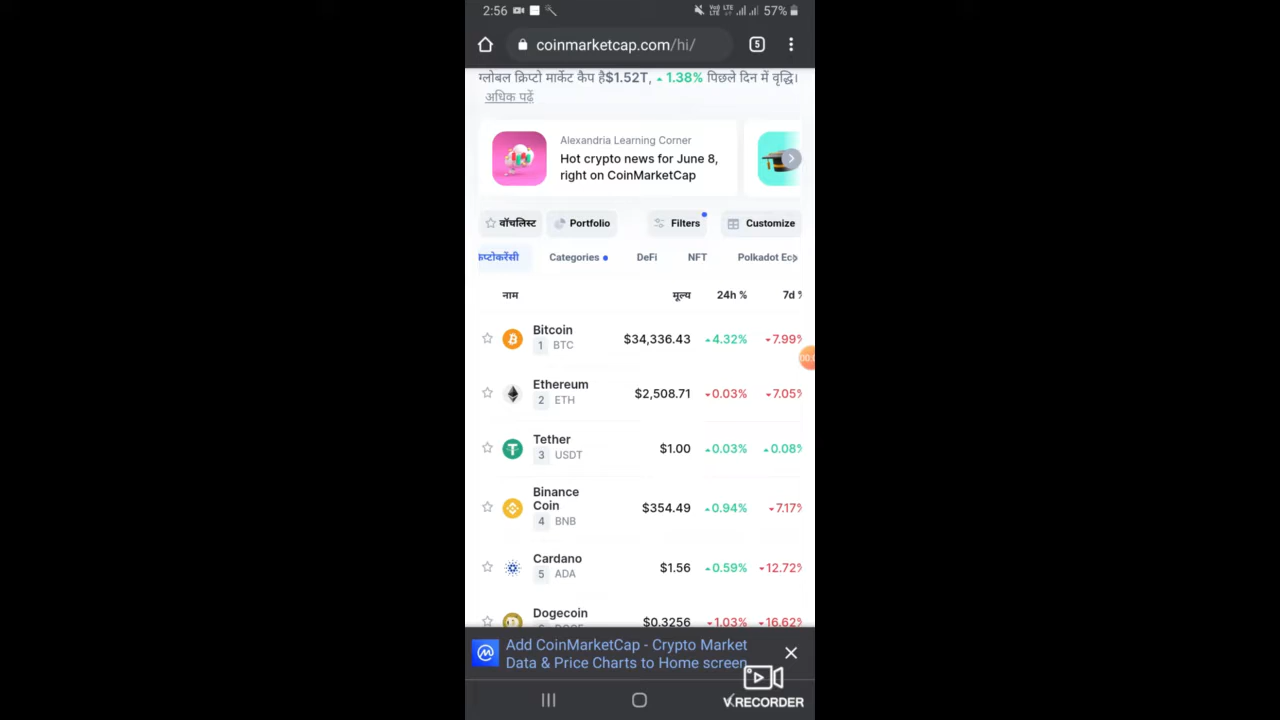 2:56 VoD LTE LTE 57%
coinmarketcap.com/hi/ 5
ग्लोबल क्रिप्टो मार्केट कैप है$1.52T, 1.38% पिछले दिन में वृद्धि।
अधिक पढ़ें
Alexandria Learning Corner
Hot crypto news for June 8,
right on CoinMarketCap
वॉचलिस्ट Portfolio Filters Customize
Categories DeFi NFT Polkadot
नाम मूल्य 24h % 7d %
Bitcoin
1 BTC $34,336.43 4.32% 7.99%
Ethereum
2 ETH $2,508.71 0.03% 7.05%
Tether
3 USDT $1.00 0.03% 0.08%
Binance
Coin
4 BNB $354.49 0.94% 7.17%
Cardano
5 ADA $1.56 0.59% 12.72%
Dogecoin
$0.3256 1.03% 16.62%
Add CoinMarketCap - Crypto Market
Data & Price Charts to Home screen
VRECORDER